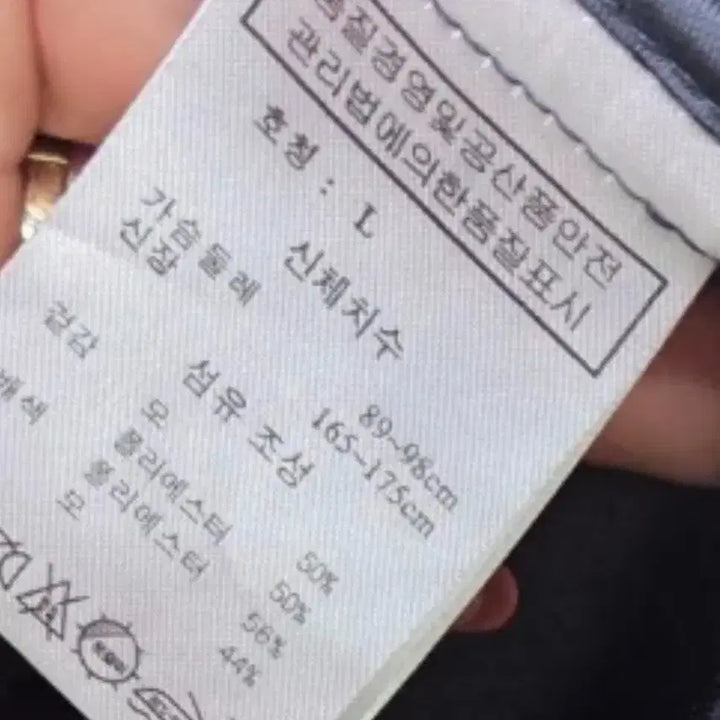 품질경영및공산품안전
관리법에의한품질표시
호칭 : L
신체치수
가슴둘레 89~98cm
신장 165~175cm
섬유 조성
겉감 모 50%
폴리에스터 50%
배색 폴리에스터 56%
모 44%